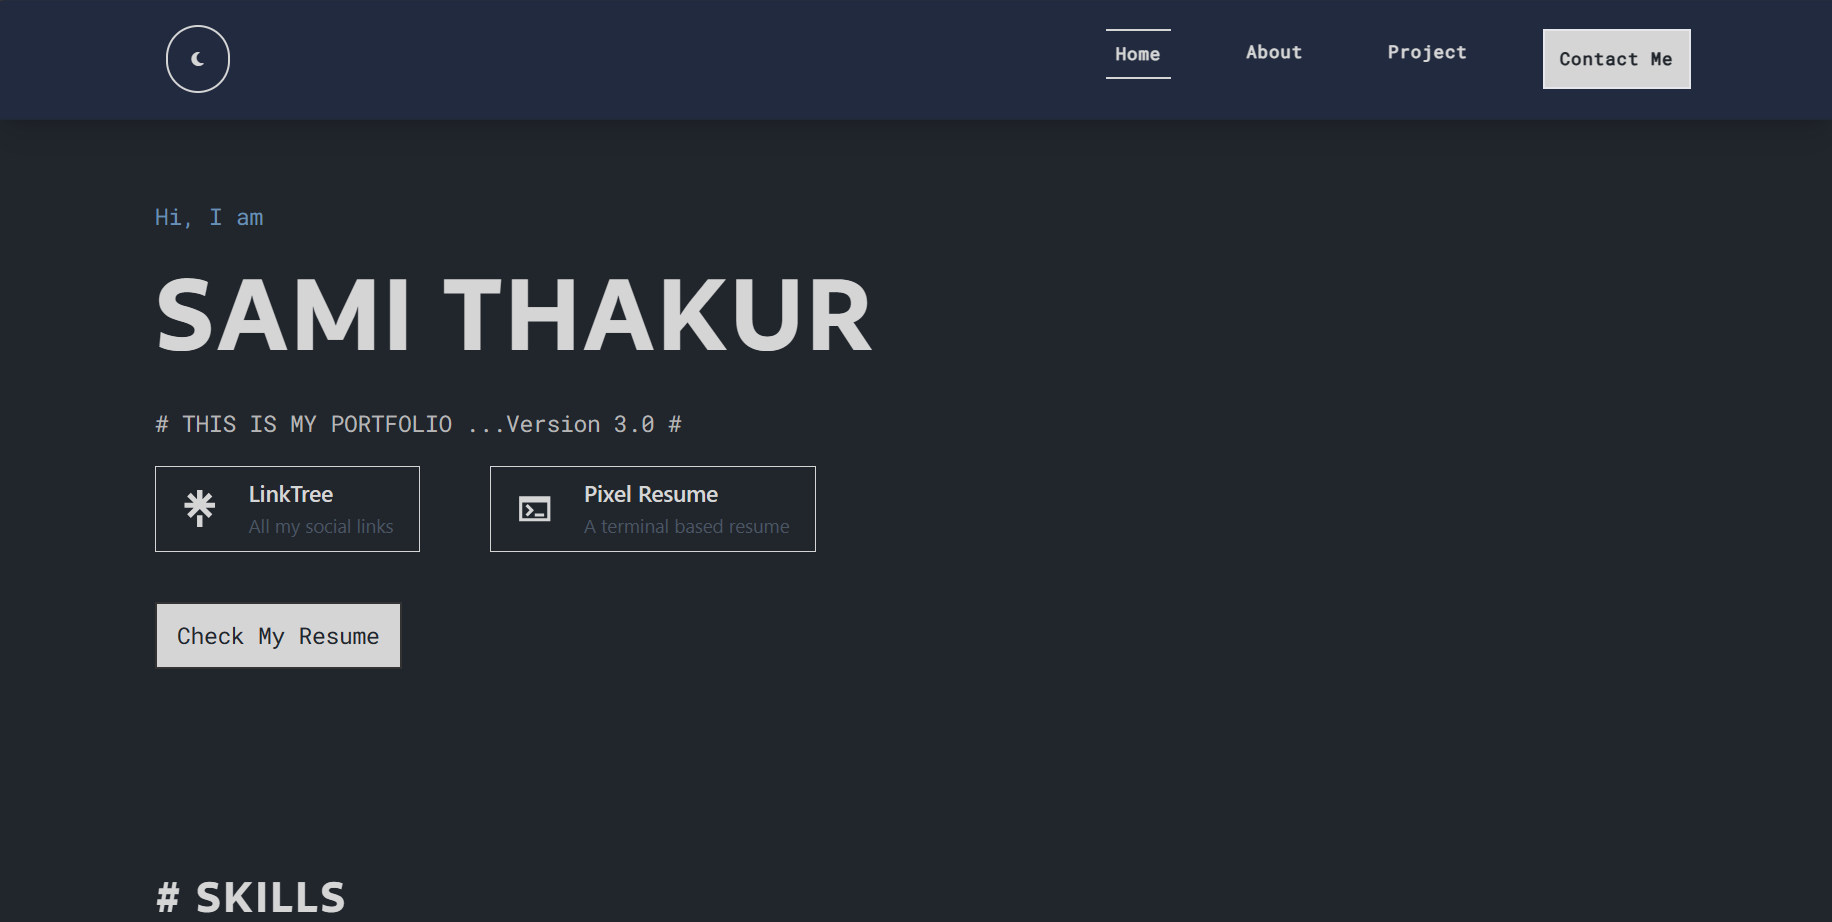 Home About Project Contact Me
Hi, I am
SAMI THAKUR
# THIS IS MY PORTFOLIO ...Version 3.0 #
LinkTree
All my social links
Pixel Resume
A terminal based resume
Check My Resume
# SKILLS